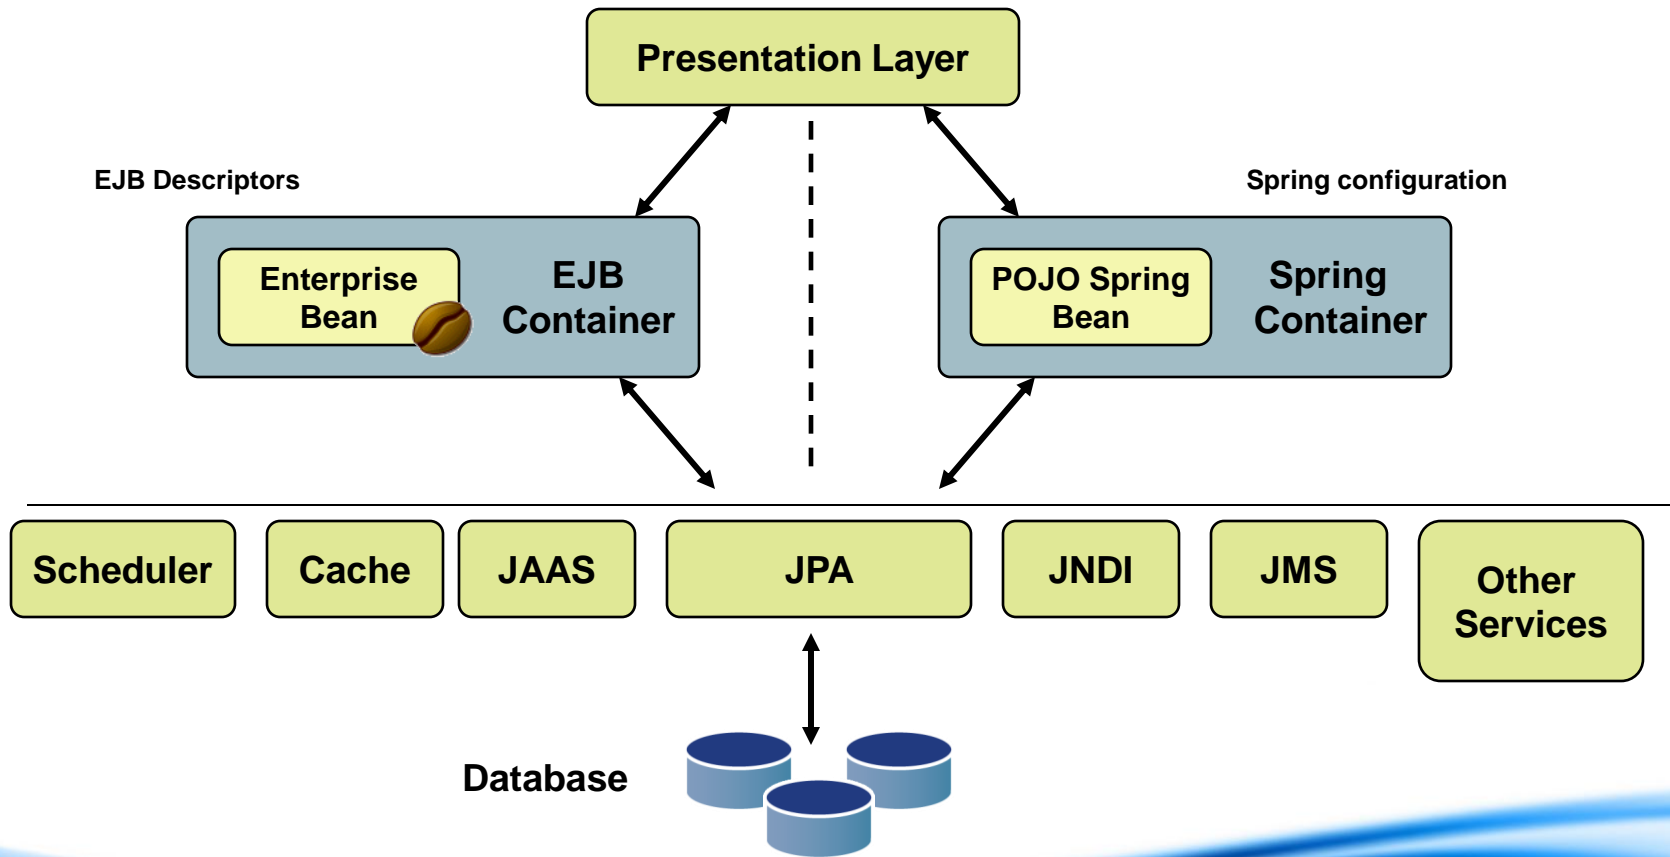 Presentation Layer
EJB Descriptors
Spring configuration
Enterprise
Bean
EJB
Container
POJO Spring
Bean
Spring
Container
Scheduler
Cache
JAAS
JPA
JNDI
JMS
Other
Services
Database